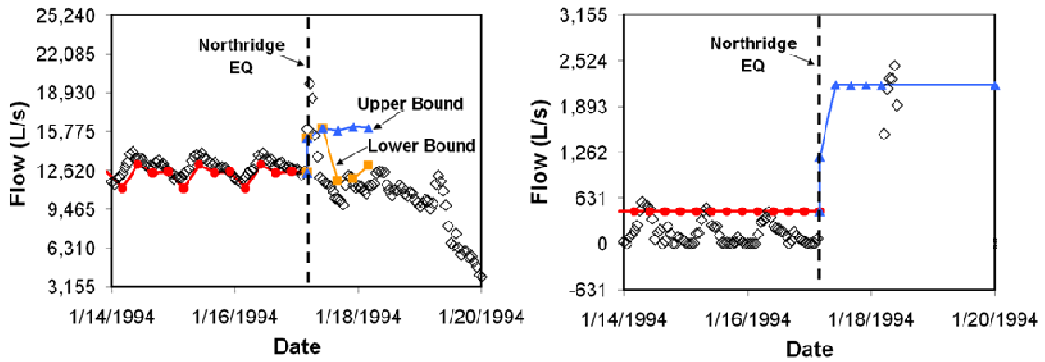 25,240
22,085
18,930
15,775
12,520
9,465
6,310
3,155
Flow (L/s)
Northridge
EQ
Upper Bound
Lower Bound
1/14/1994
1/16/1994
1/18/1994
1/20/1994
Date
3,155
2,524
1,893
1,262
631
0
-631
Flow (L/s)
Northridge
EQ
1/14/1994
1/16/1994
1/18/1994
1/20/1994
Date